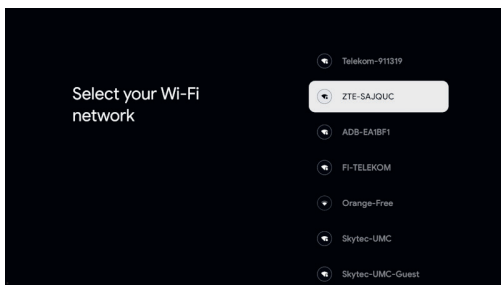 Select your Wi-Fi
network
Telekom-911319
ZTE-SAJQUC
ADB-EA1BF1
FI-TELEKOM
Orange-Free
Skytec-UMC
Skytec-UMC-Guest